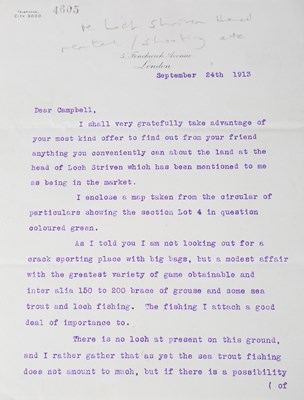 TELEPHONE
CITY 5050.
4605
re Loch Striven Head
rental / shooting etc
5 Fenchurch Avenue
London
September 24th 1913
Dear Campbell,
I shall very gratefully take advantage of
your most kind offer to find out from your friend
anything you conveniently can about the land at the
head of Loch Striven which has been mentioned to me
as being in the market.
I enclose a map taken from the circular of
particulars showing the section Lot 4 in question
coloured green.
As I told you I am not looking out for a
crack sporting place with big bags, but a modest affair
with the greatest variety of game obtainable and
inter alia 150 to 200 brace of grouse and some sea
trout and loch fishing. The fishing I attach a good
deal of importance to.
There is no loch at present on this ground,
and I rather gather that as yet the sea trout fishing
does not amount to much, but if there is a possibility
( of